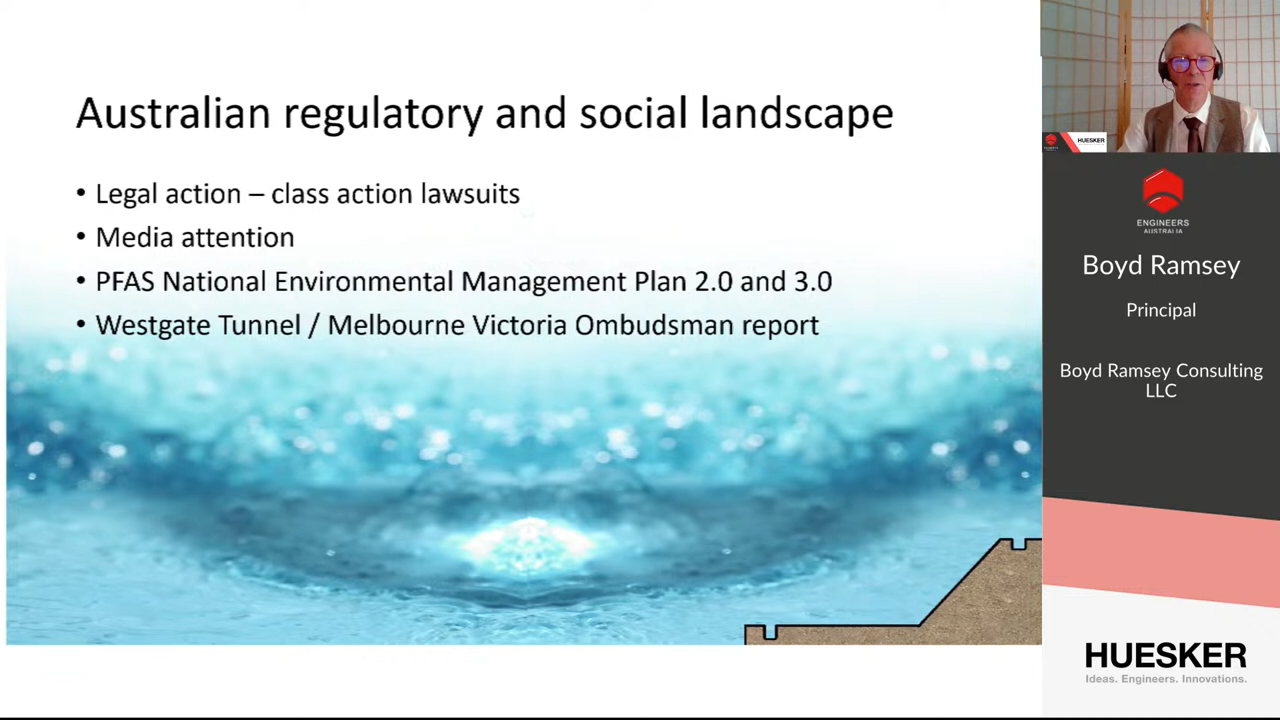 Australian regulatory and social landscape
• Legal action – class action lawsuits
• Media attention
• PFAS National Environmental Management Plan 2.0 and 3.0
• Westgate Tunnel / Melbourne Victoria Ombudsman report
HUESKER
ENGINEERS
AUSTRALIA
Boyd Ramsey
Principal
Boyd Ramsey Consulting
LLC
HUESKER
Ideas. Engineers. Innovations.